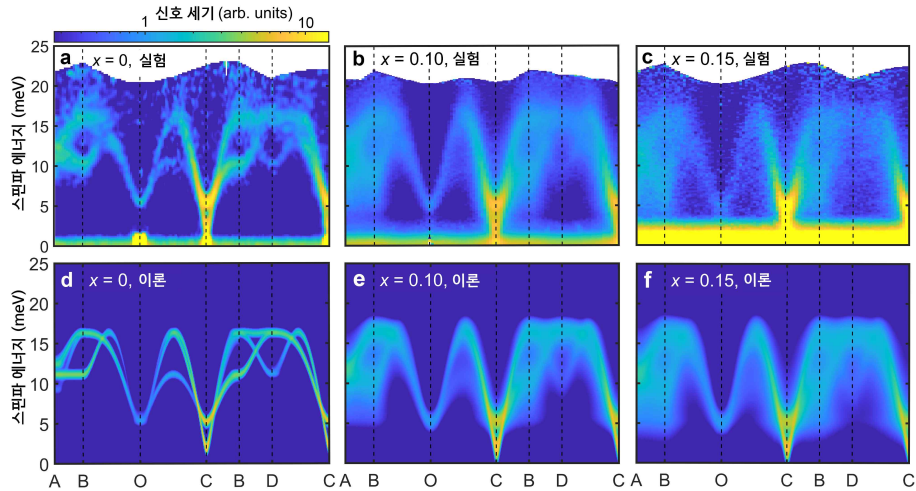 신호 세기 (arb. units)
1 10
a x = 0, 실험
b x = 0.10, 실험
c x = 0.15, 실험
스핀파 에너지 (meV)
25
20
15
10
5
0
d x = 0, 이론
e x = 0.10, 이론
f x = 0.15, 이론
스핀파 에너지 (meV)
25
20
15
10
5
0
A B O C B D C
A B O C B D C
A B O C B D C